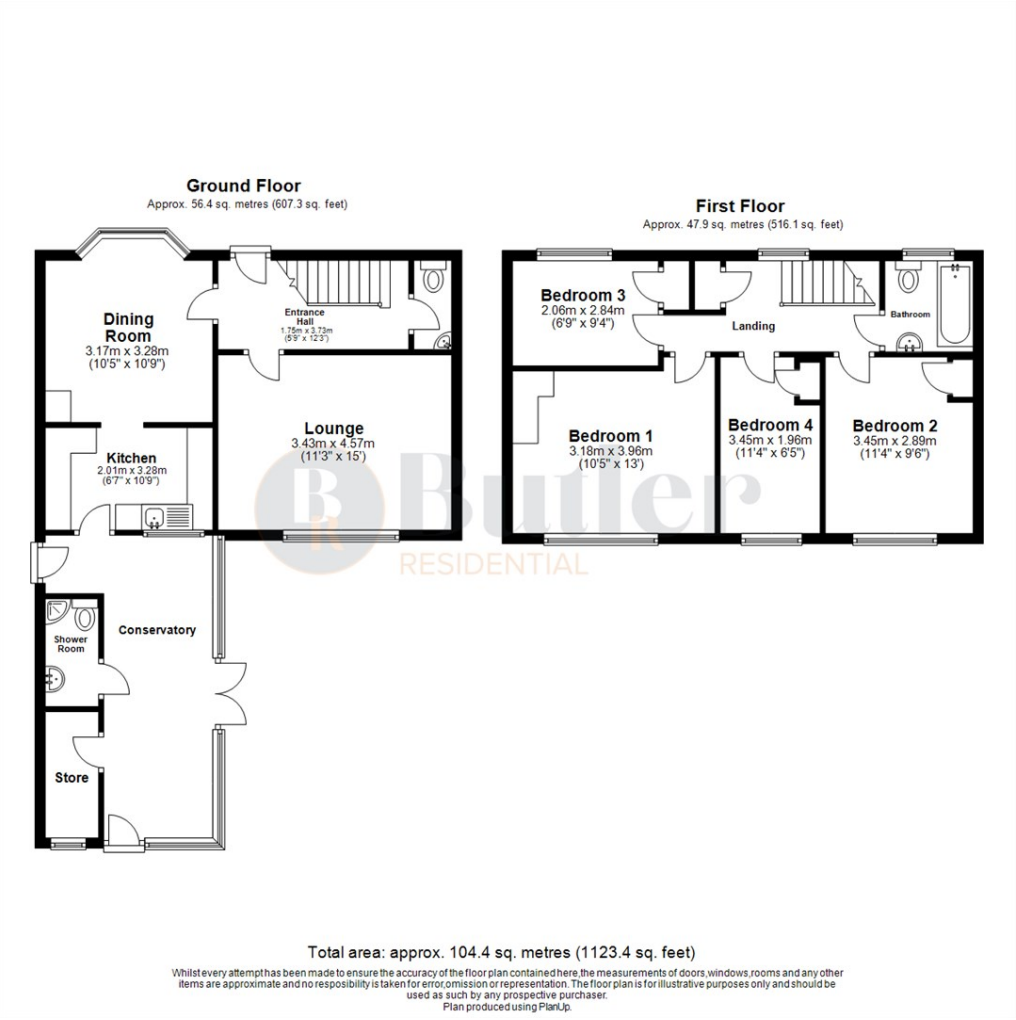 Ground Floor
Approx. 56.4 sq. metres (607.3 sq. feet)
Dining
Room
3.17m x 3.28m
(10'5" x 10'9")
Entrance
Hall
1.75m x 3.73m
(5'9" x 12'3")
Kitchen
2.01m x 3.28m
(6'7" x 10'9")
Lounge
3.43m x 4.57m
(11'3" x 15')
Conservatory
Shower
Room
Store
First Floor
Approx. 47.9 sq. metres (516.1 sq. feet)
Bedroom 3
2.06m x 2.84m
(6'9" x 9'4")
Landing
Bathroom
Bedroom 1
3.18m x 3.96m
(10'5" x 13')
Bedroom 4
3.45m x 1.96m
(11'4" x 6'5")
Bedroom 2
3.45m x 2.89m
(11'4" x 9'6")
B
R
Butler
RESIDENTIAL
Total area: approx. 104.4 sq. metres (1123.4 sq. feet)
Whilst every attempt has been made to ensure the accuracy of the floor plan contained here, the measurements of doors, windows, rooms and any other
items are approximate and no resposibility is taken for error, omission or representation. The floor plan is for illustrative purposes only and should be
used as such by any prospective purchaser.
Plan produced using PlanUp.